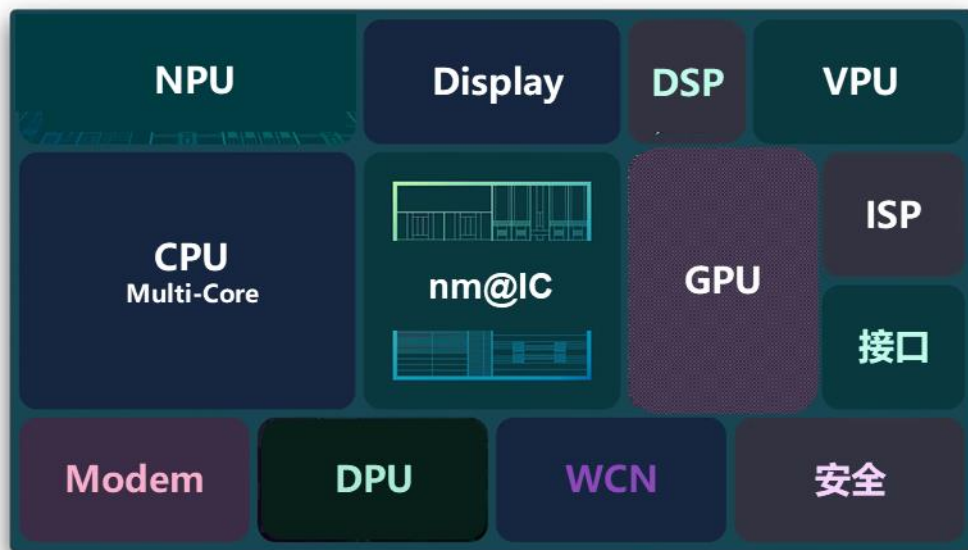 NPU
Display
DSP
VPU
CPU
Multi-Core
nm@IC
GPU
ISP
接口
Modem
DPU
WCN
安全